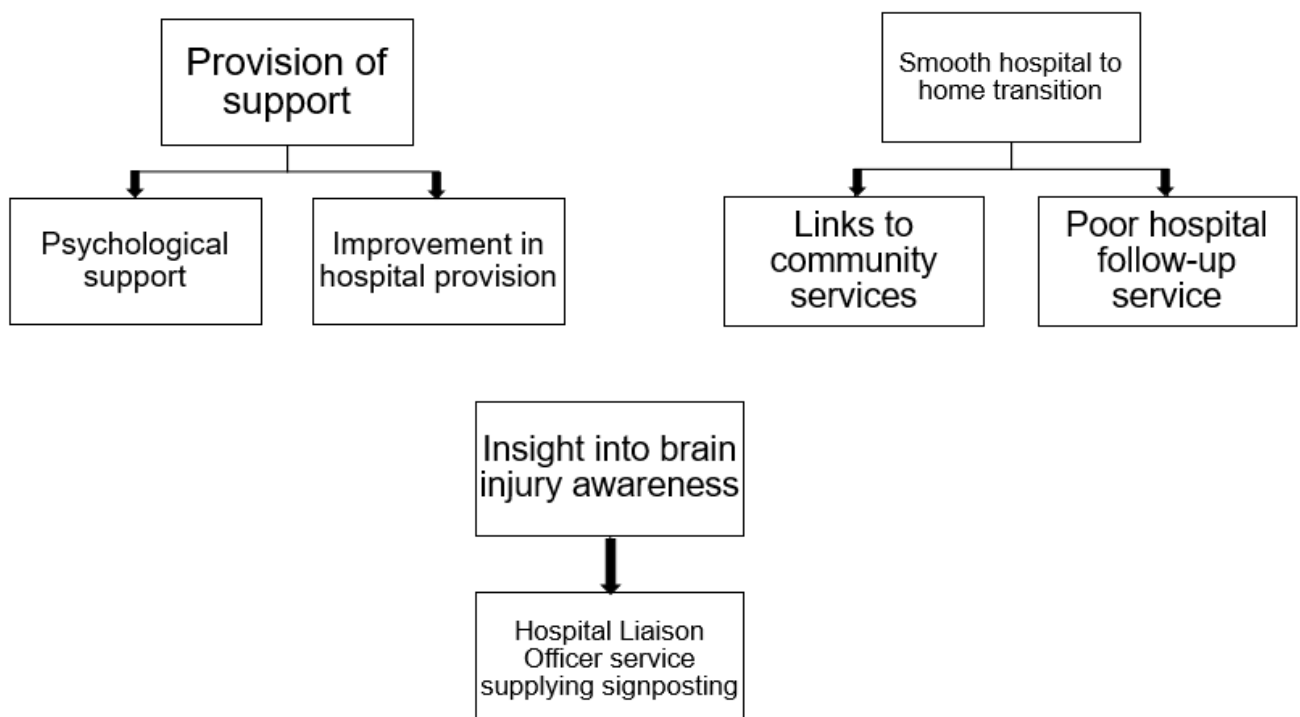 Provision of
support
Smooth hospital to
home transition
Psychological
support
Improvement in
hospital provision
Links to
community
services
Poor hospital
follow-up
service
Insight into brain
injury awareness
Hospital Liaison
Officer service
supplying signposting